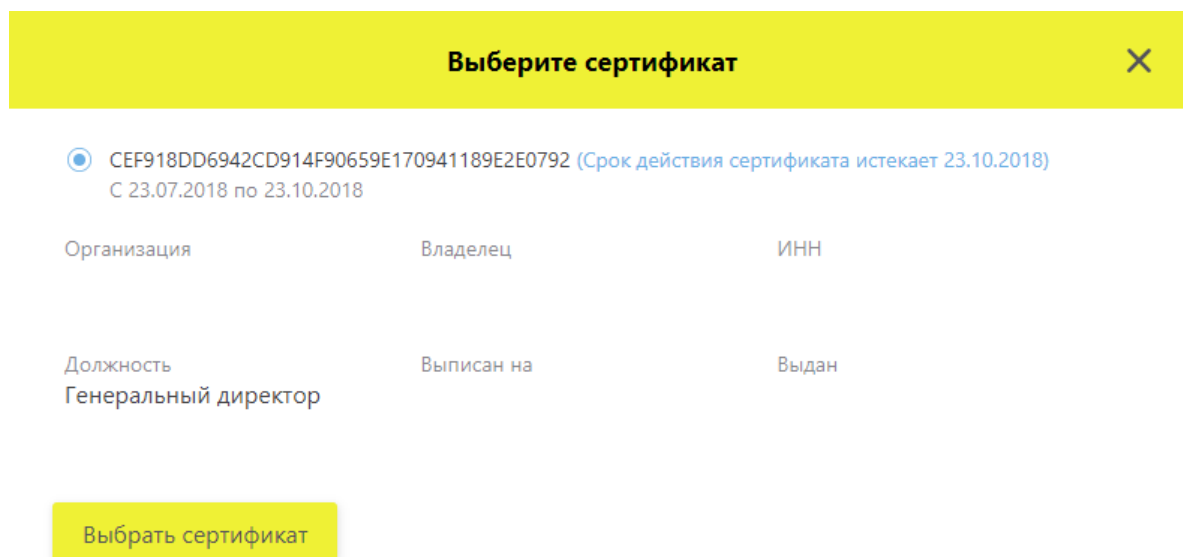 Выберите сертификат
CEF918DD6942CD914F90659E170941189E2E0792 (Срок действия сертификата истекает 23.10.2018)
С 23.07.2018 по 23.10.2018
Организация Владелец ИНН
Должность Выписан на Выдан
Генеральный директор
Выбрать сертификат